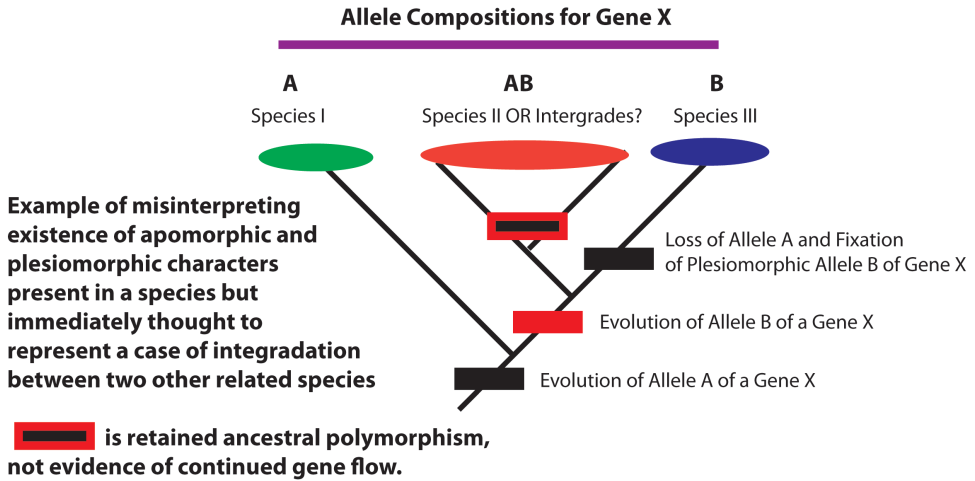 Allele Compositions for Gene X
A AB B
Species I Species II OR Intergrades? Species III
Example of misinterpreting
existence of apomorphic and
plesiomorphic characters
present in a species but
immediately thought to
represent a case of integradation
between two other related species
Loss of Allele A and Fixation
of Plesiomorphic Allele B of Gene X
Evolution of Allele B of a Gene X
Evolution of Allele A of a Gene X
is retained ancestral polymorphism,
not evidence of continued gene flow.